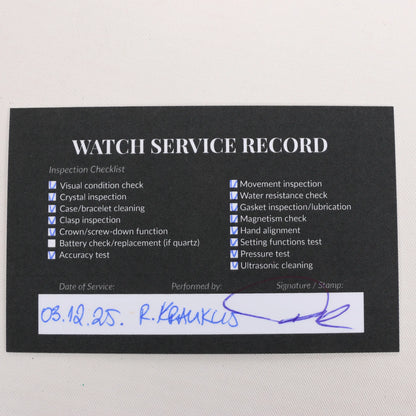 WATCH SERVICE RECORD
Inspection Checklist
Visual condition check
Crystal inspection
Case/bracelet cleaning
Clasp inspection
Crown/screw-down function
Battery check/replacement (if quartz)
Accuracy test
Movement inspection
Water resistance check
Gasket inspection/lubrication
Magnetism check
Hand alignment
Setting functions test
Pressure test
Ultrasonic cleaning
Date of Service: Performed by: Signature / Stamp:
03.12.25. R.KRAUKLIS